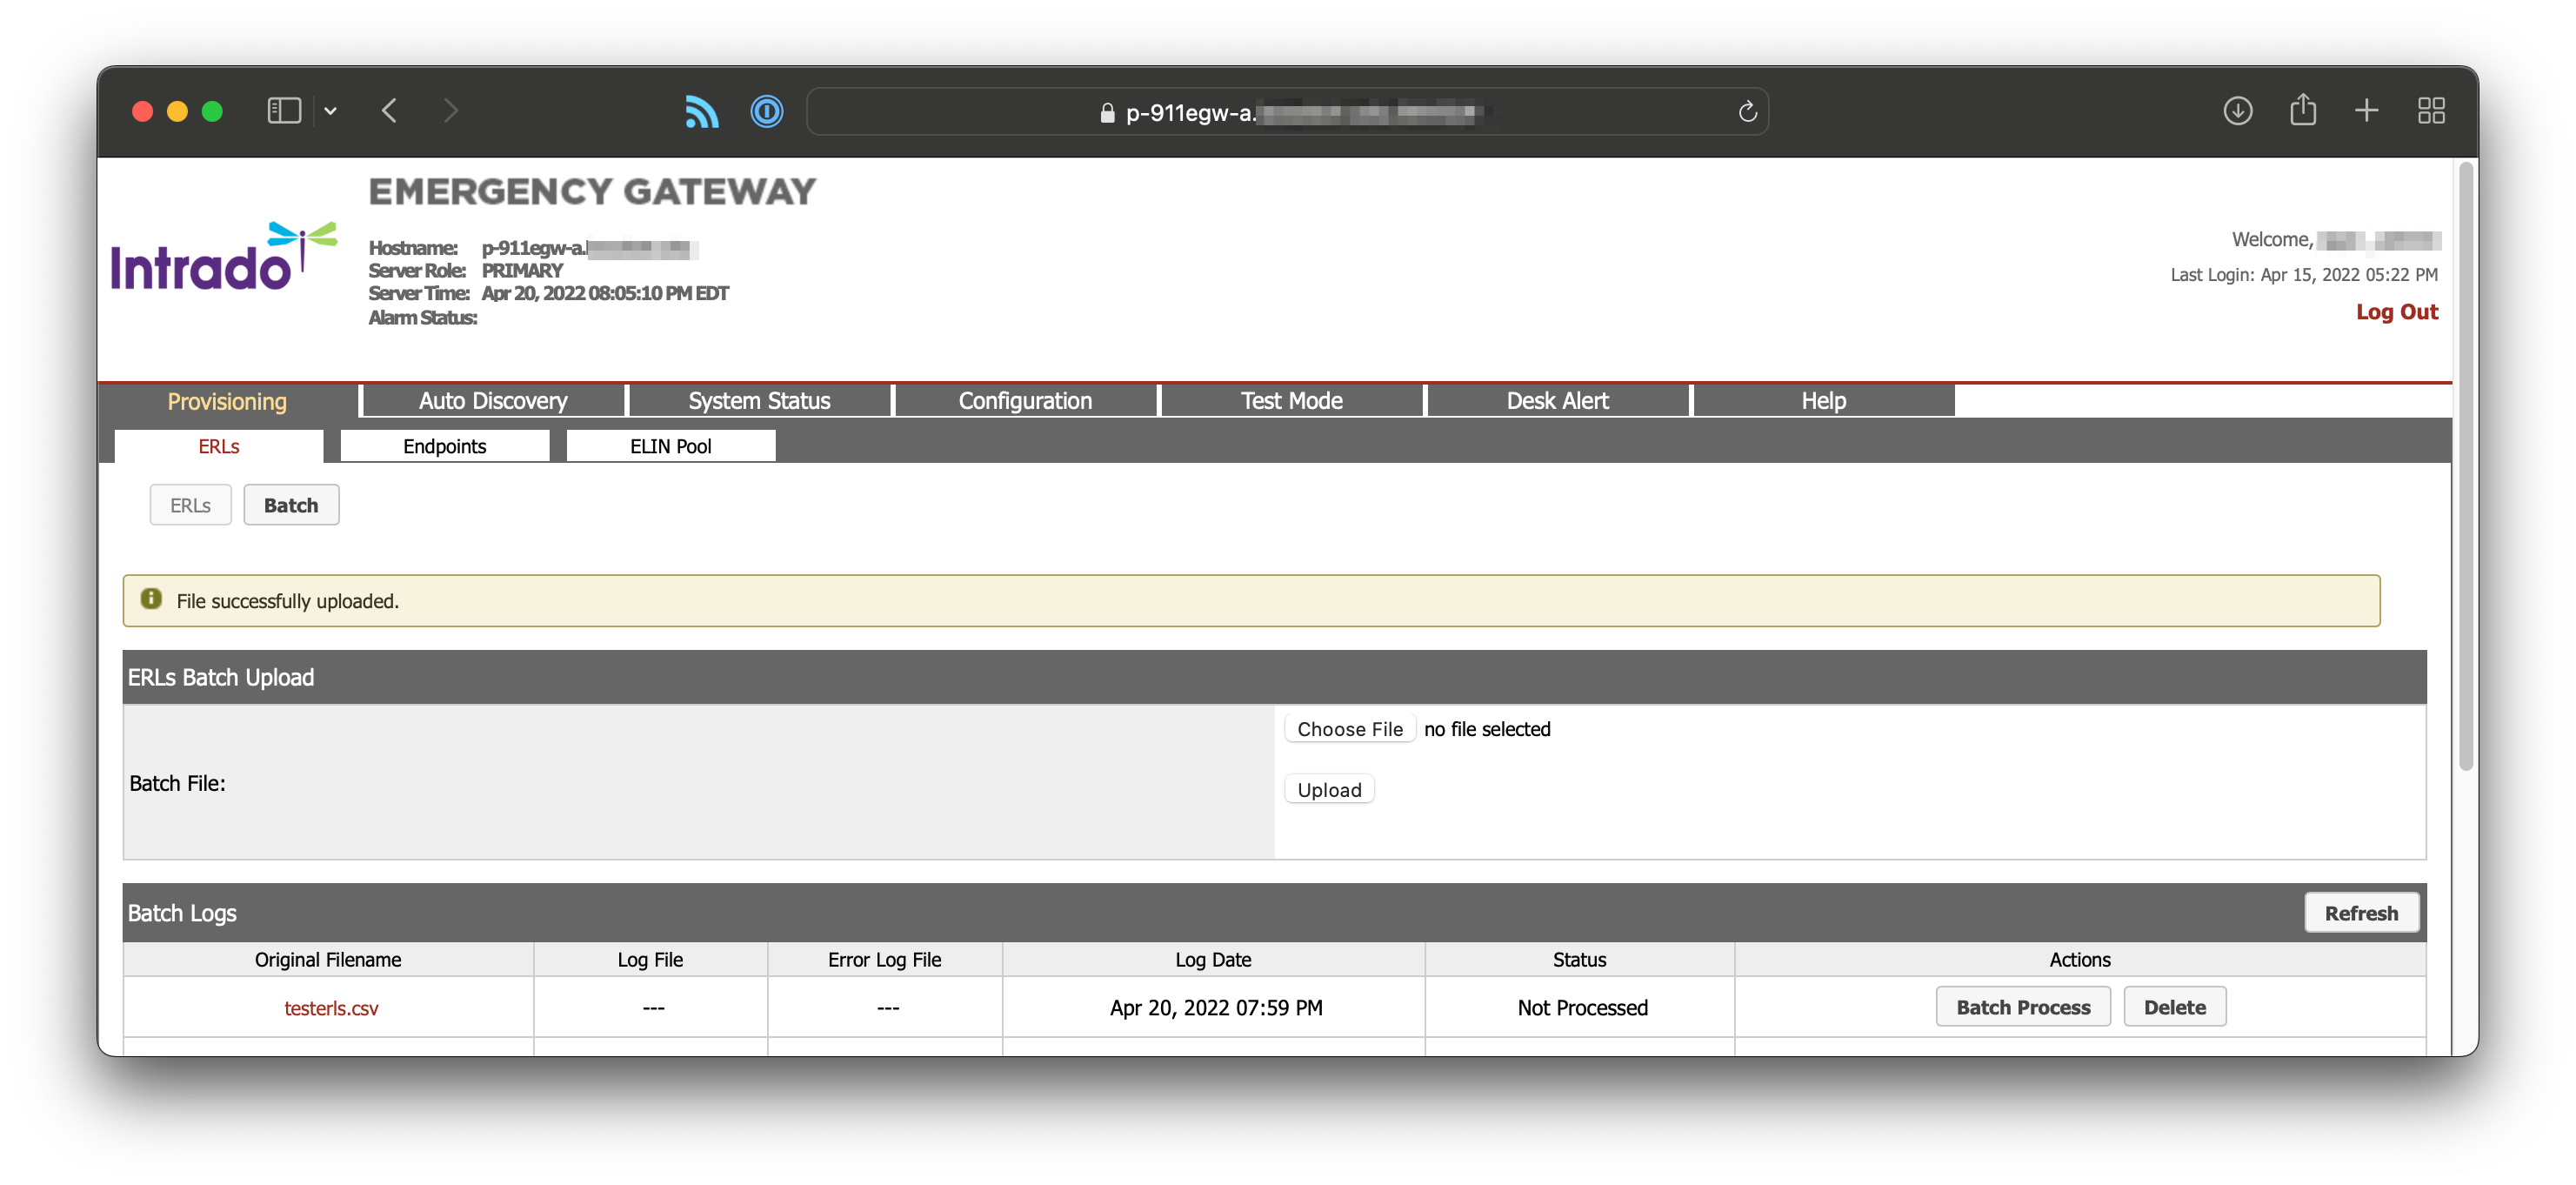 p-911egw-a.
EMERGENCY GATEWAY
Intrado
Hostname: p-911egw-a.
Server Role: PRIMARY
Server Time: Apr 20, 2022 08:05:10 PM EDT
Alarm Status:
Welcome,
Last Login: Apr 15, 2022 05:22 PM
Log Out
Provisioning Auto Discovery System Status Configuration Test Mode Desk Alert Help
ERLs Endpoints ELIN Pool
ERLs Batch
File successfully uploaded.
ERLs Batch Upload
Choose File no file selected
Batch File:
Upload
Batch Logs Refresh
Original Filename Log File Error Log File Log Date Status Actions
testerls.csv --- --- Apr 20, 2022 07:59 PM Not Processed Batch Process Delete